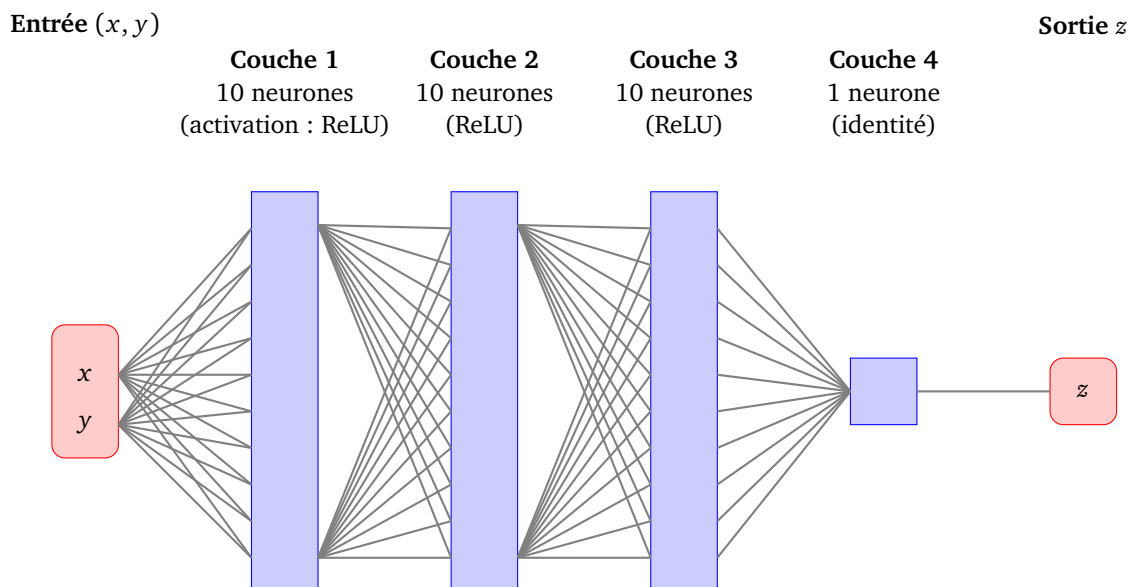 Entrée (x, y)
Sortie z
Couche 1
10 neurones
(activation : ReLU)
Couche 2
10 neurones
(ReLU)
Couche 3
10 neurones
(ReLU)
Couche 4
1 neurone
(identité)
x
y
z